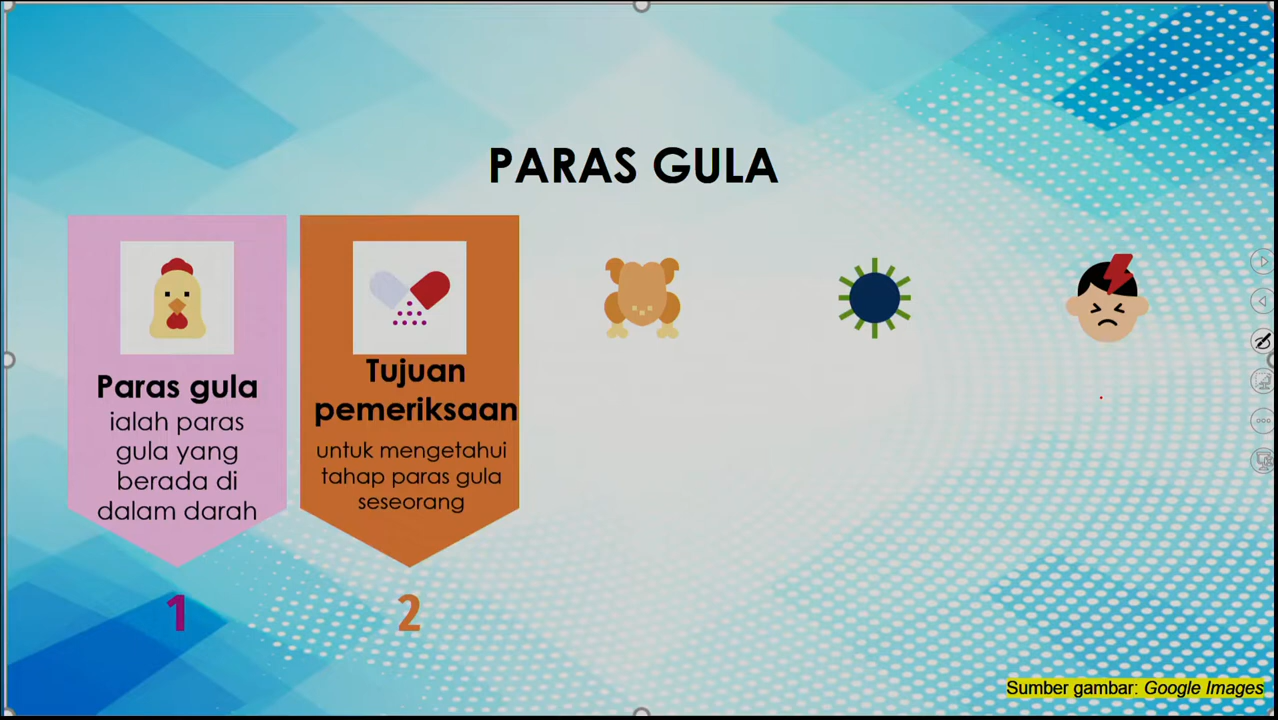 PARAS GULA
Paras gula
ialah paras
gula yang
berada di
dalam darah
1
Tujuan
pemeriksaan
untuk mengetahui
tahap paras gula
seseorang
2
Sumber gambar: Google Images